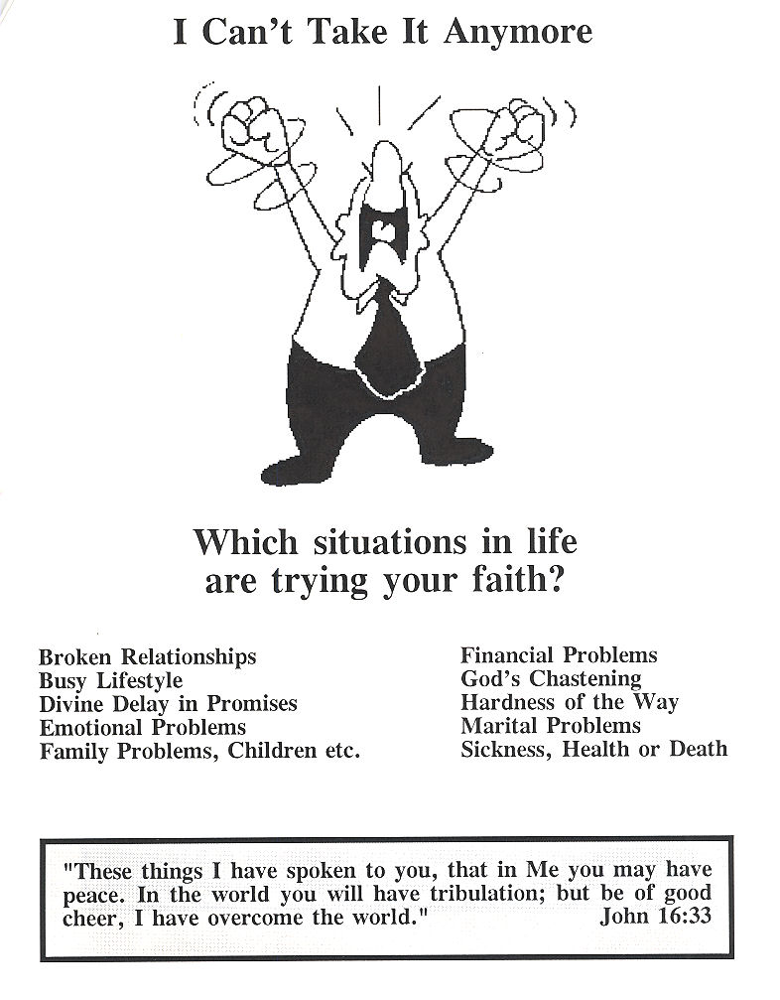 I Can't Take It Anymore
Which situations in life
are trying your faith?
Broken Relationships
Busy Lifestyle
Divine Delay in Promises
Emotional Problems
Family Problems, Children etc.
Financial Problems
God's Chastening
Hardness of the Way
Marital Problems
Sickness, Health or Death
"These things I have spoken to you, that in Me you may have
peace. In the world you will have tribulation; but be of good
cheer, I have overcome the world." John 16:33